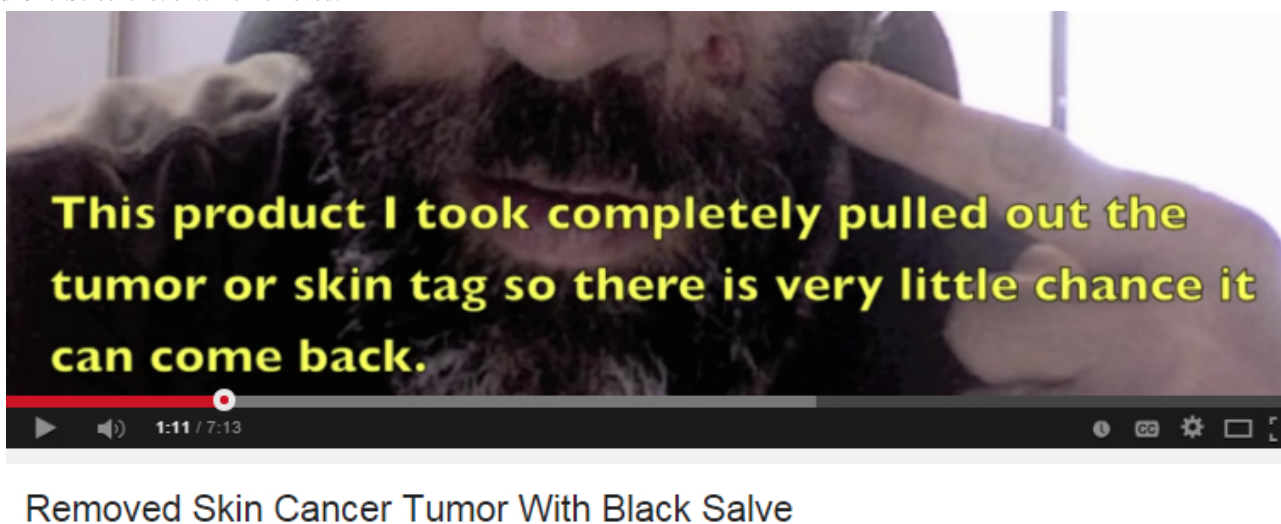 This product I took completely pulled out the
tumor or skin tag so there is very little chance it
can come back.
1:11 / 7:13
CC
Removed Skin Cancer Tumor With Black Salve